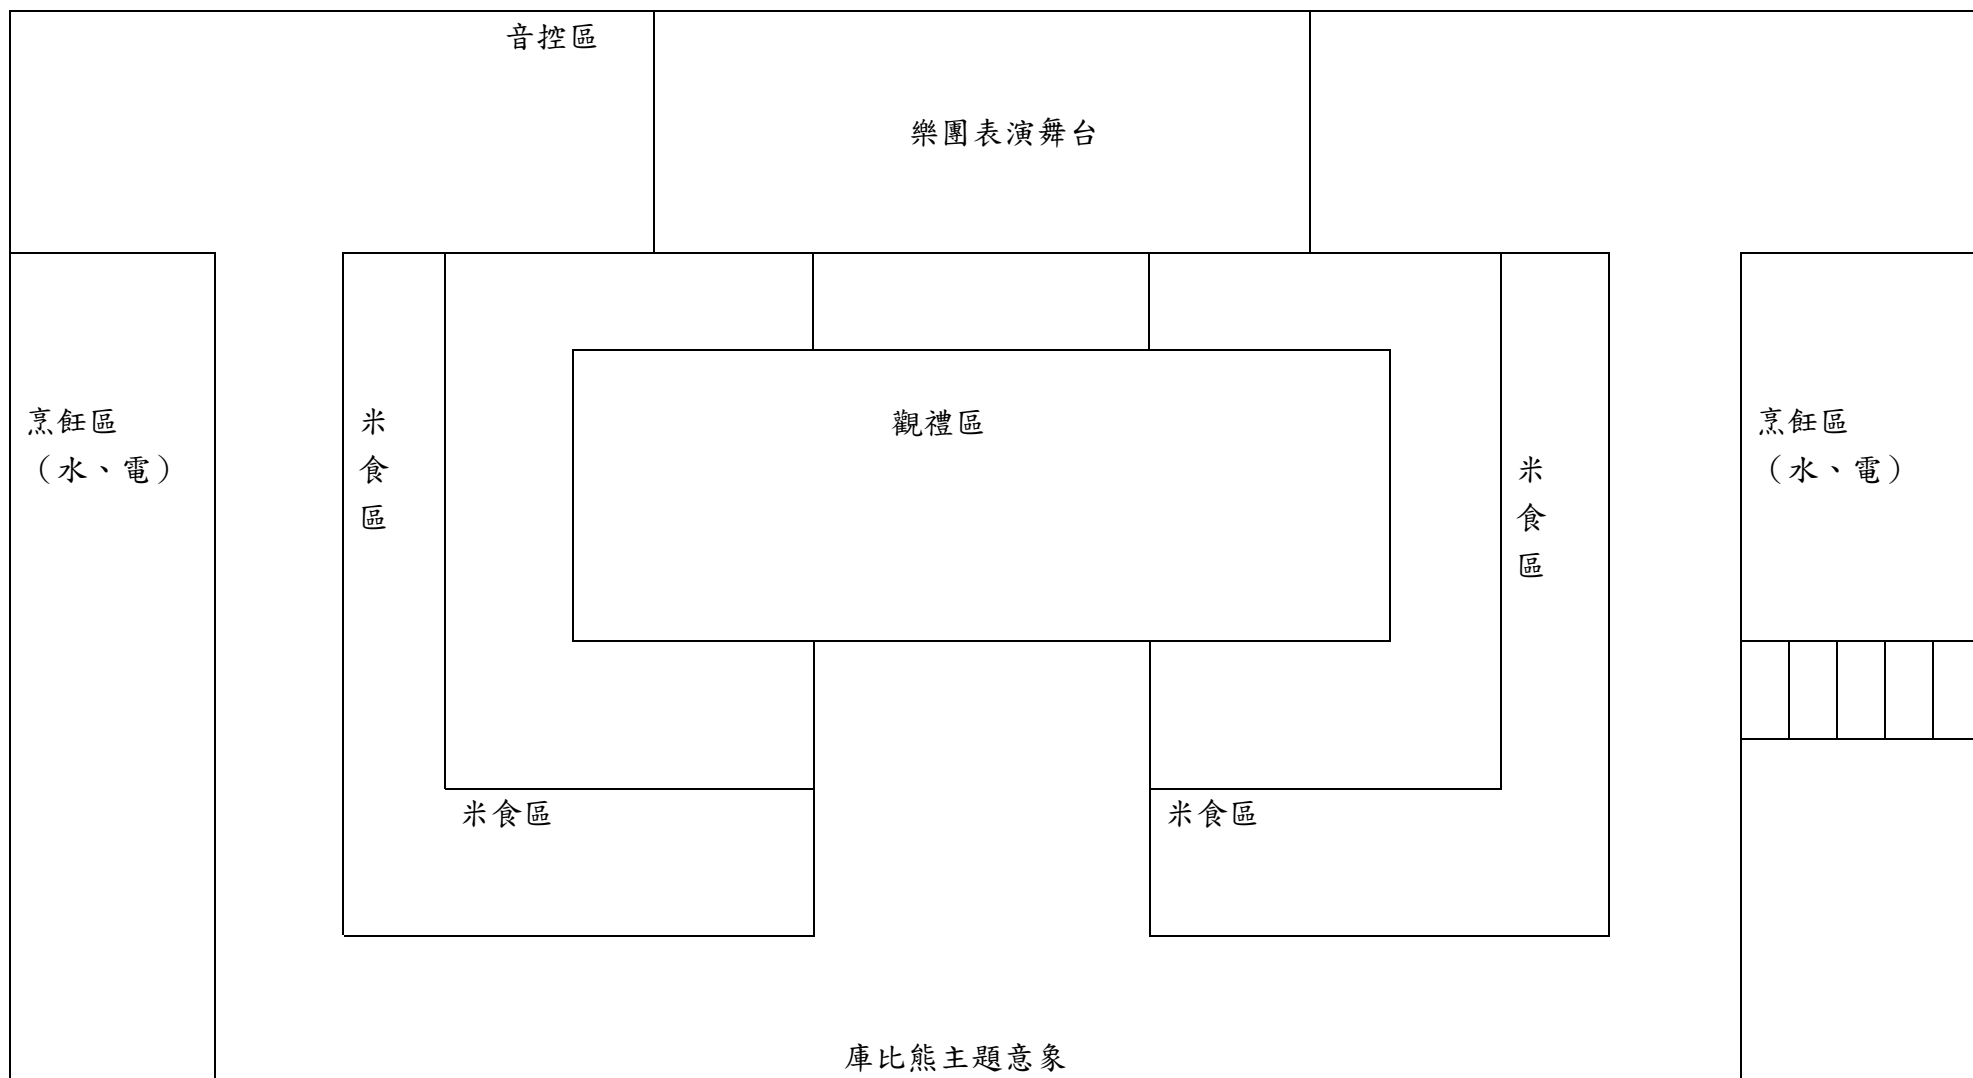 音控區
樂團表演舞台
烹飪區
（水、電）
米食區
觀禮區
米食區
烹飪區
（水、電）
米食區
米食區
庫比熊主題意象